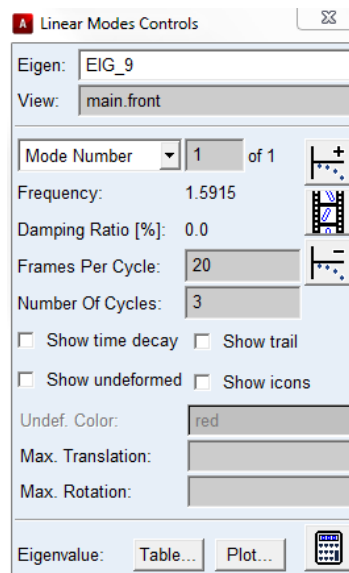 Linear Modes Controls
Eigen: EIG_9
View: main.front
Mode Number 1 of 1
Frequency: 1.5915
Damping Ratio [%]: 0.0
Frames Per Cycle: 20
Number Of Cycles: 3
Show time decay Show trail
Show undeformed Show icons
Undef. Color: red
Max. Translation:
Max. Rotation:
Eigenvalue: Table... Plot...